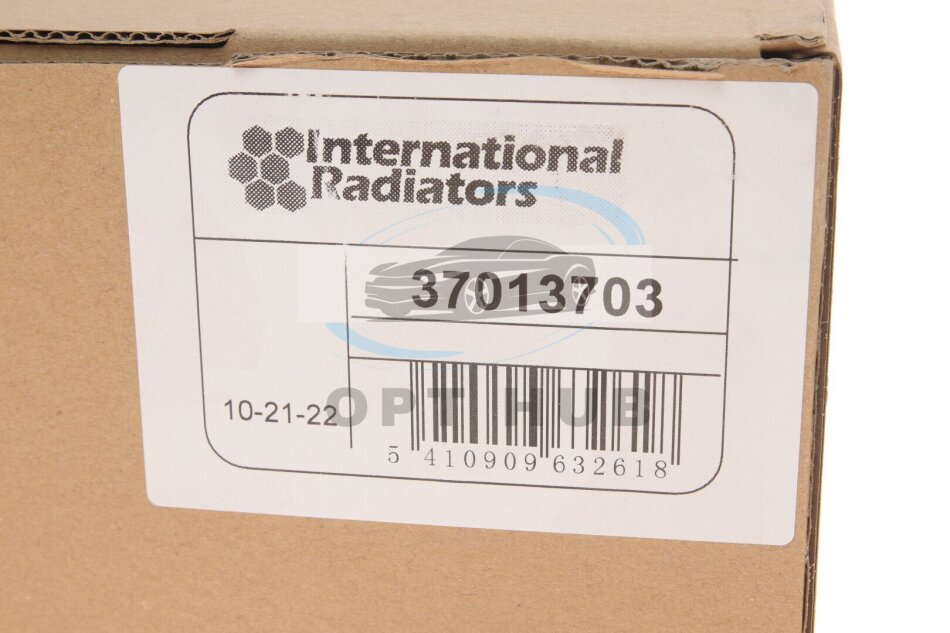 International
Radiators
37013703
OPT HUB
10-21-22
5 410909 632618